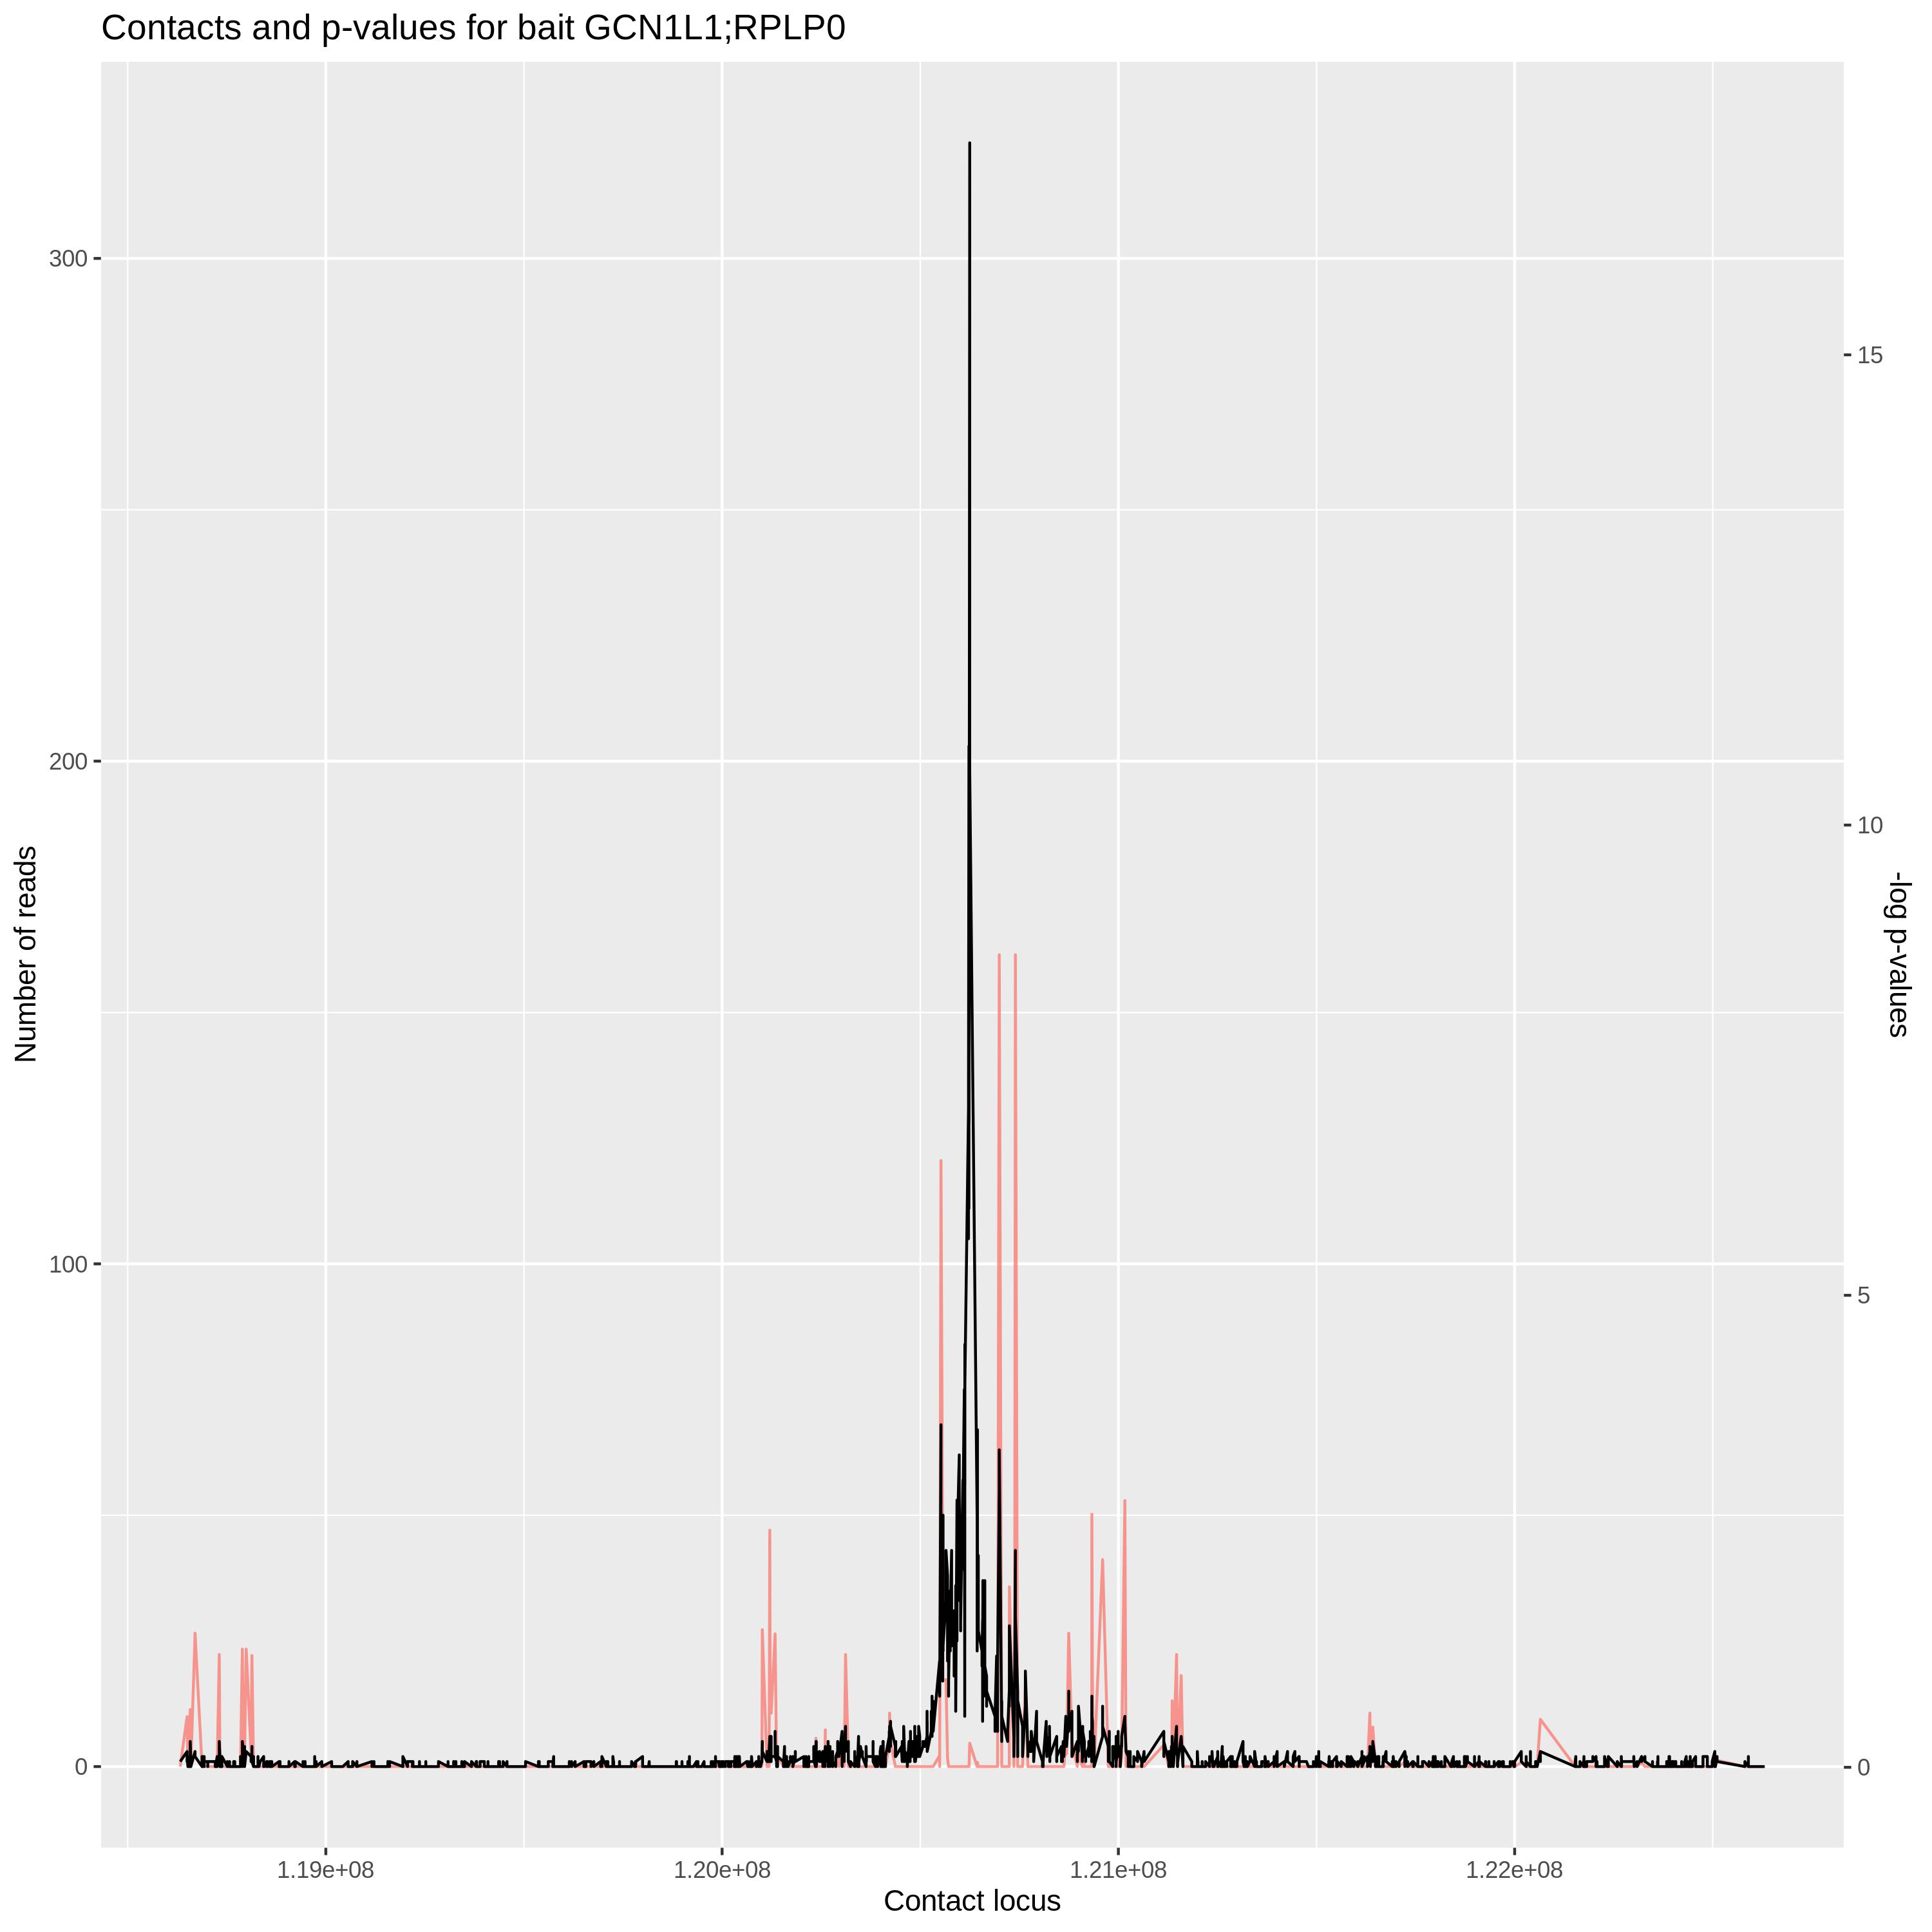 Contacts and p-values for bait GCN1L1;RPLP0
300
200
100
0
Number of reads
15
10
5
0
-log p-values
1.19e+08
1.20e+08
1.21e+08
1.22e+08
Contact locus